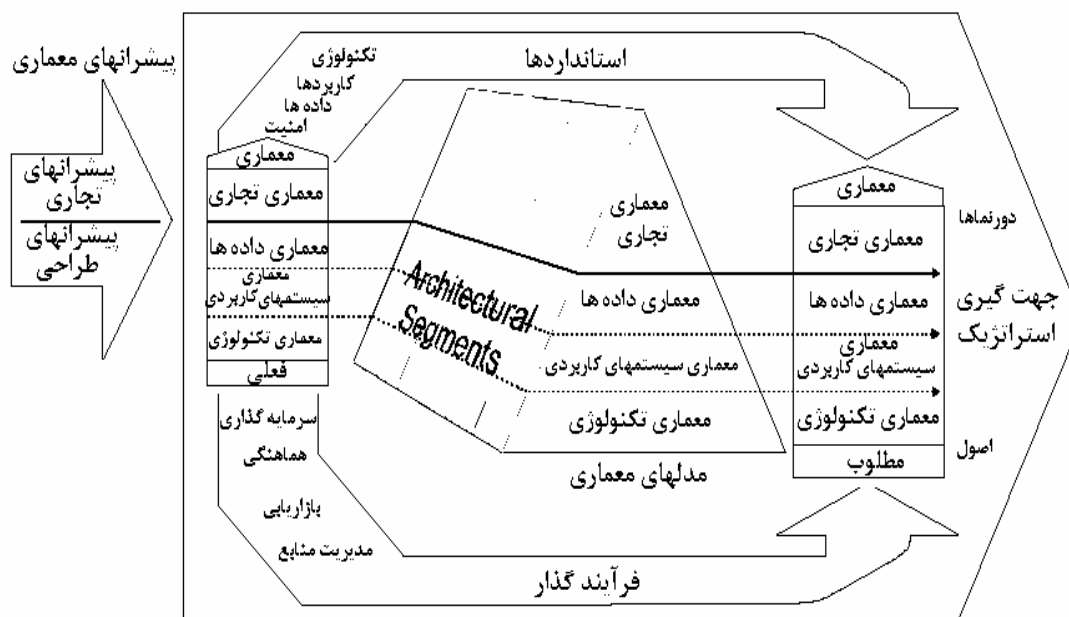 پیشرانهای معماری
پیشرانهای
تجاری
پیشرانهای
طراحی
تکنولوژی
کاربردها
داده ها
امنیت
استانداردها
معماری
معماری تجاری
معماری داده ها
معماری
سیستمهای کاربردی
معماری تکنولوژی
فعلی
Architectural
Segments
معماری
تجاری
معماری داده ها
معماری سیستمهای کاربردی
معماری تکنولوژی
مدلهای معماری
معماری
معماری تجاری
معماری داده ها
معماری
سیستمهای کاربردی
معماری تکنولوژی
مطلوب
دورنماها
جهت گیری
استراتژیک
اصول
سرمایه گذاری
هماهنگی
بازاریابی
مدیریت منابع
فرآیند گذار